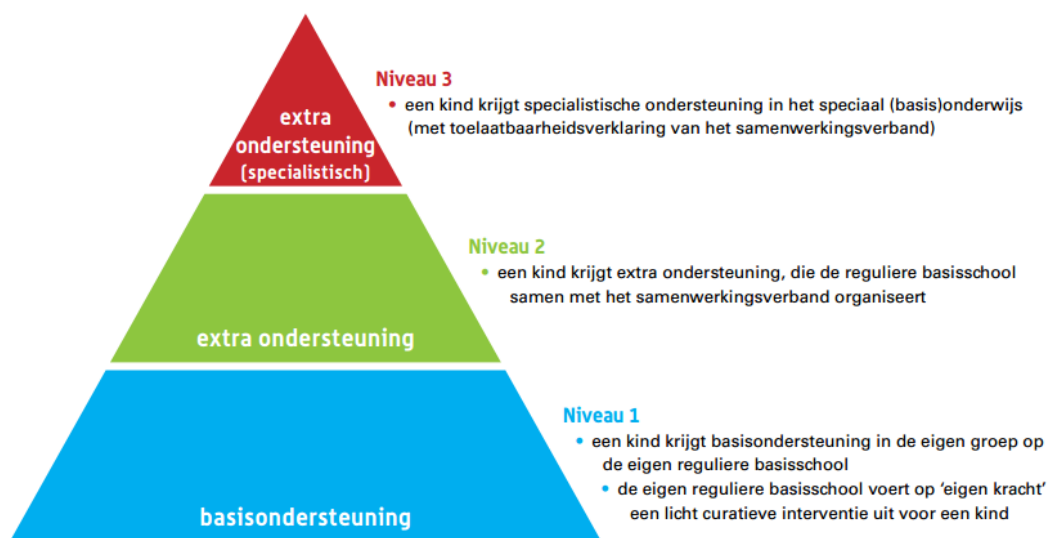 Niveau 3
• een kind krijgt specialistische ondersteuning in het speciaal (basis)onderwijs
(met toelaatbaarheidsverklaring van het samenwerkingsverband)
extra
ondersteuning
(specialistisch)
Niveau 2
• een kind krijgt extra ondersteuning, die de reguliere basisschool
samen met het samenwerkingsverband organiseert
extra ondersteuning
Niveau 1
• een kind krijgt basisondersteuning in de eigen groep op
de eigen reguliere basisschool
• de eigen reguliere basisschool voert op ‘eigen kracht’
een licht curatieve interventie uit voor een kind
basisondersteuning